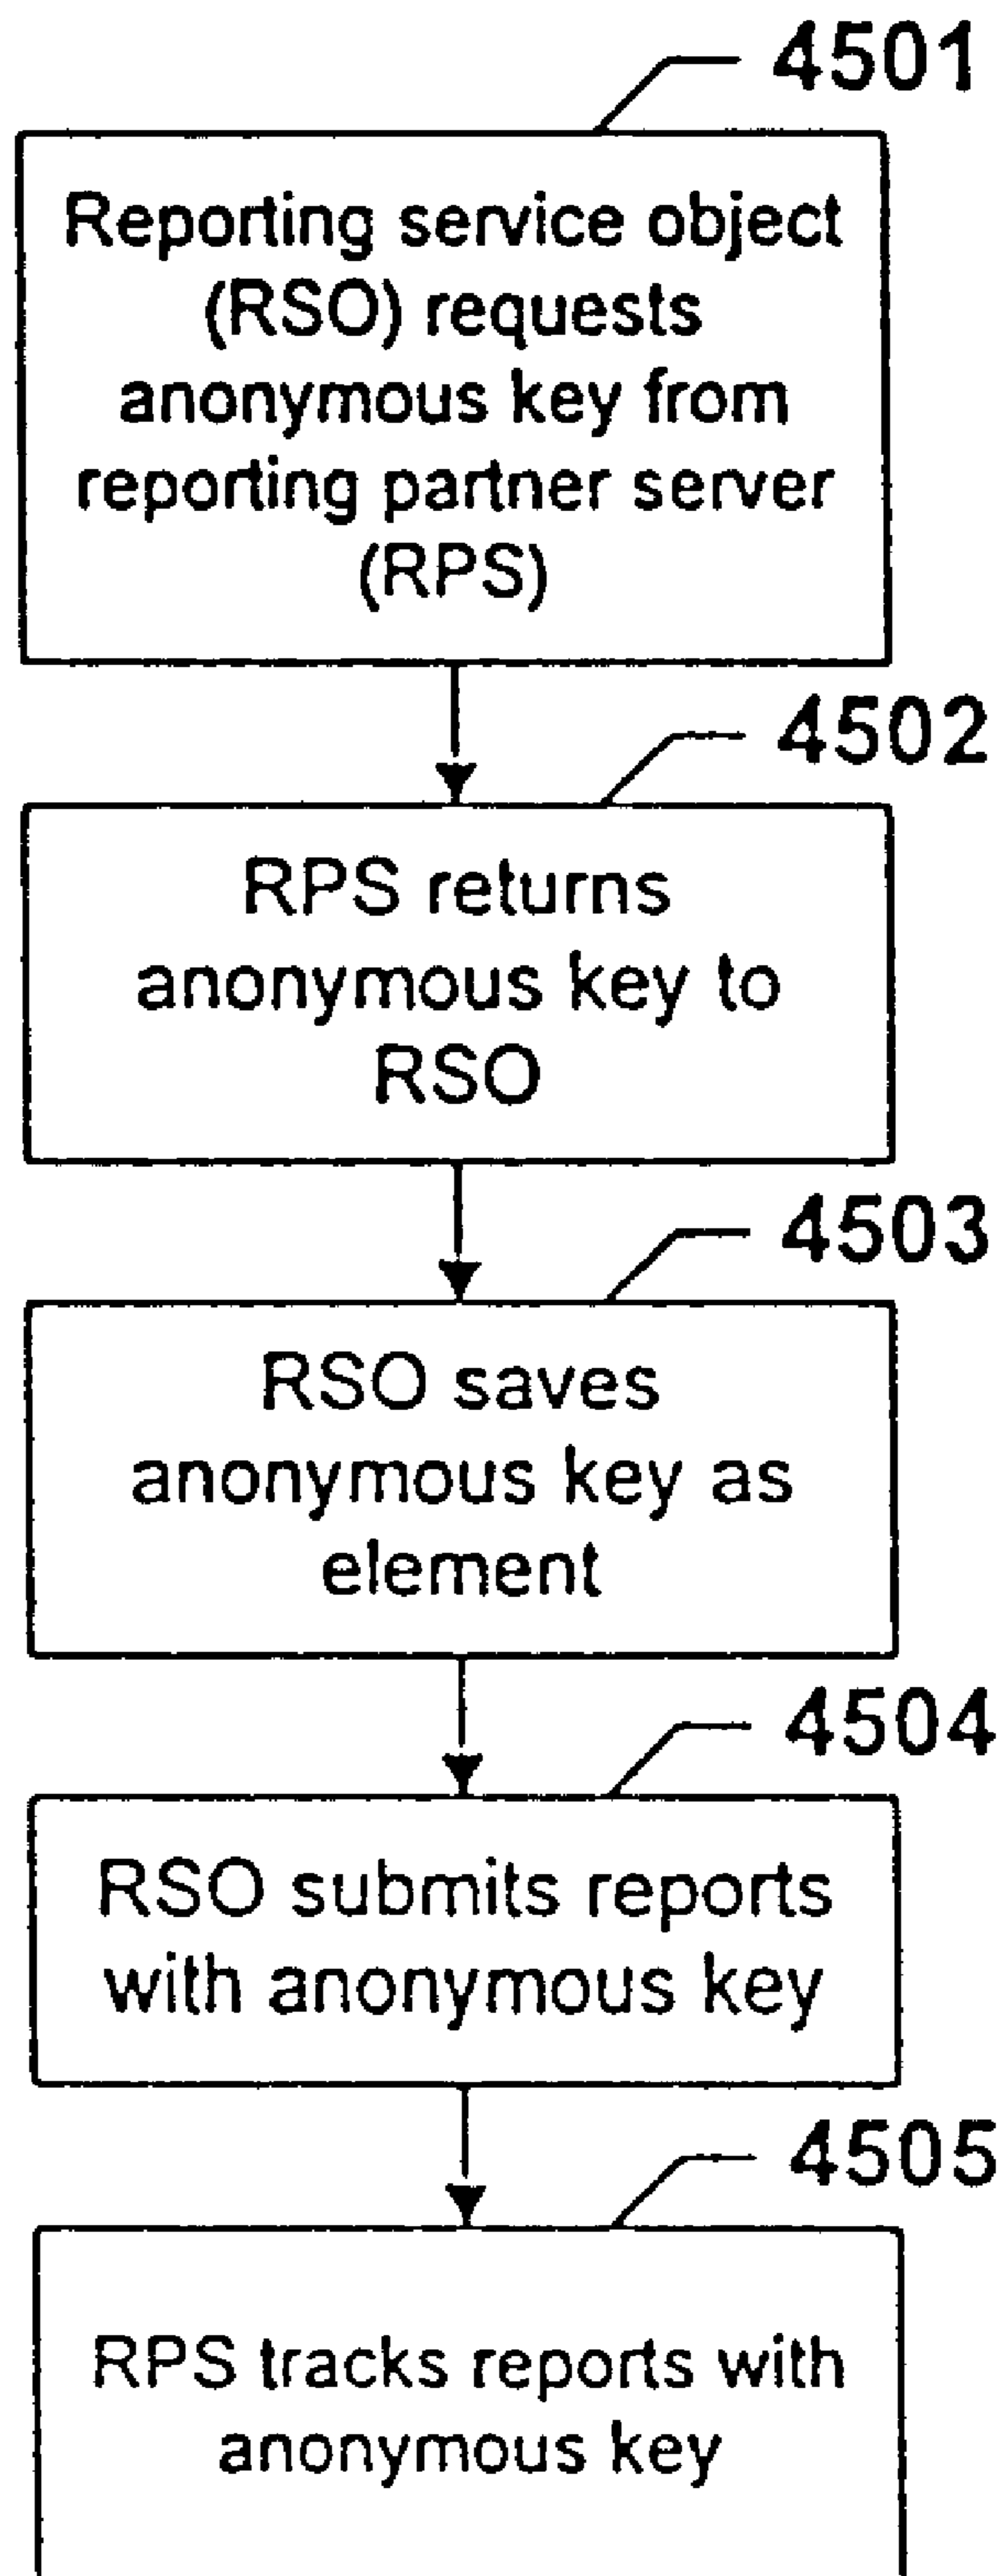 4501
Reporting service object
(RSO) requests
anonymous key from
reporting partner server
(RPS)
4502
RPS returns
anonymous key to
RSO
4503
RSO saves
anonymous key as
element
4504
RSO submits reports
with anonymous key
4505
RPS tracks reports with
anonymous key